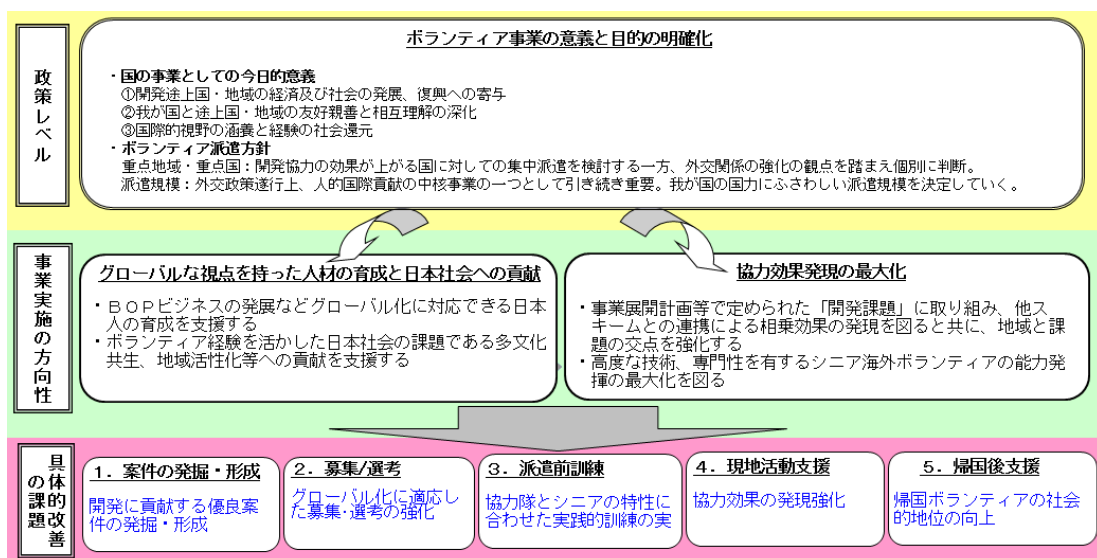 政策レベル
ボランティア事業の意義と目的の明確化
・国の事業としての今日的意義
①開発途上国・地域の経済及び社会の発展、復興への寄与
②我が国と途上国・地域の友好親善と相互理解の深化
③国際的視野の涵養と経験の社会還元
・ボランティア派遣方針
重点地域・重点国：開発協力の効果が上がる国に対しての集中派遣を検討する一方、外交関係の強化の観点を踏まえ個別に判断。
派遣規模：外交政策遂行上、人的国際貢献の中核事業の一つとして引き続き重要。我が国の国力にふさわしい派遣規模を決定していく。
事業実施の方向性
グローバルな視点を持った人材の育成と日本社会への貢献
・ＢＯＰビジネスの発展などグローバル化に対応できる日本
人の育成を支援する
・ボランティア経験を活かした日本社会の課題である多文化
共生、地域活性化等への貢献を支援する
協力効果発現の最大化
・事業展開計画等で定められた「開発課題」に取り組み、他ス
キームとの連携による相乗効果の発現を図ると共に、地域と課
題の交点を強化する
・高度な技術、専門性を有するシニア海外ボランティアの能力発
揮の最大化を図る
具体的改善
の課題
１．案件の発掘・形成
開発に貢献する優良案
件の発掘・形成
２．募集/選考
グローバル化に適応し
た募集・選考の強化
３．派遣前訓練
協力隊とシニアの特性に
合わせた実践的訓練の実
４．現地活動支援
協力効果の発現強化
５．帰国後支援
帰国ボランティアの社会
的地位の向上